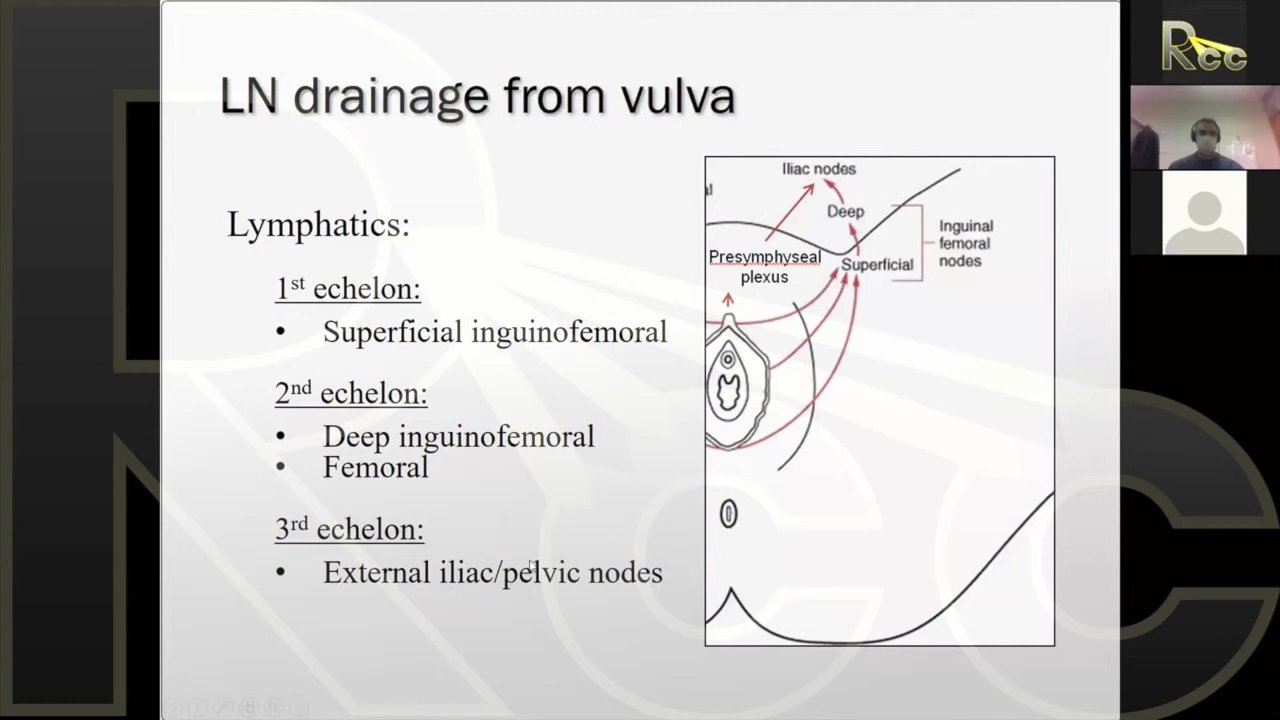 LN drainage from vulva
Lymphatics:
1st echelon:
• Superficial inguinofemoral
2nd echelon:
• Deep inguinofemoral
• Femoral
3rd echelon:
• External iliac/pelvic nodes
Iliac nodes
Deep
Inguinal
femoral
nodes
Presymphyseal
plexus
Superficial
Rcc